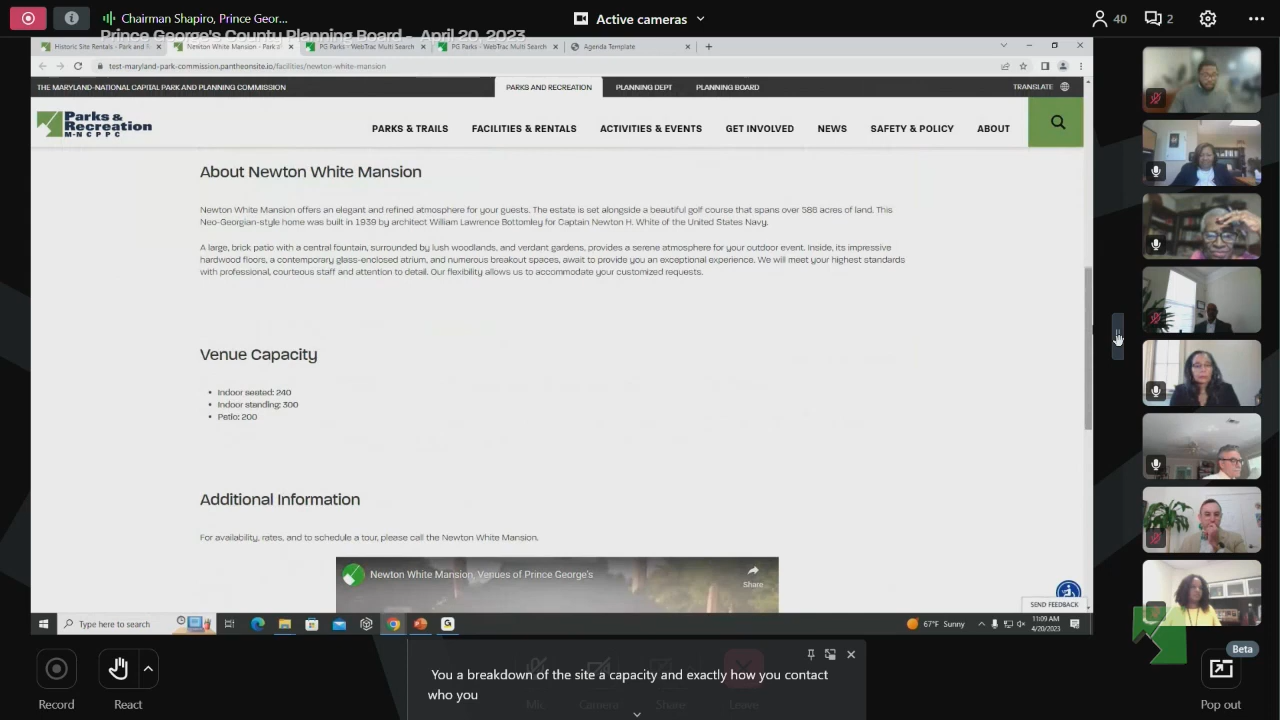 Chairman Shapiro, Prince Geor...
Active cameras
40
2
Prince George's County Planning Board - April 20, 2023
Historic Site Rentals - Park and R
Newton White Mansion - Park a
PG Parks - WebTrac Multi Search
PG Parks - WebTrac Multi Search
Agenda Template
test-maryland-park-commission.pantheonsite.io/facilities/newton-white-mansion
THE MARYLAND-NATIONAL CAPITAL PARK AND PLANNING COMMISSION
PARKS AND RECREATION
PLANNING DEPT
PLANNING BOARD
TRANSLATE
Parks &
Recreation
M-NCPPC
PARKS & TRAILS
FACILITIES & RENTALS
ACTIVITIES & EVENTS
GET INVOLVED
NEWS
SAFETY & POLICY
ABOUT
About Newton White Mansion
Newton White Mansion offers an elegant and refined atmosphere for your guests. The estate is set alongside a beautiful golf course that spans over 586 acres of land. This
Neo-Georgian-style home was built in 1939 by architect William Lawrence Bottomley for Captain Newton H. White of the United States Navy.
A large, brick patio with a central fountain, surrounded by lush woodlands, and verdant gardens, provides a serene atmosphere for your outdoor event. Inside, its impressive
hardwood floors, a contemporary glass-enclosed atrium, and numerous breakout spaces, await to provide you an exceptional experience. We will meet your highest standards
with professional, courteous staff and attention to detail. Our flexibility allows us to accommodate your customized requests.
Venue Capacity
• Indoor seated: 240
• Indoor standing: 300
• Patio: 200
Additional Information
For availability, rates, and to schedule a tour, please call the Newton White Mansion.
Newton White Mansion, Venues of Prince George's
Share
SEND FEEDBACK
Type here to search
67°F Sunny
11:09 AM
4/20/2023
You a breakdown of the site a capacity and exactly how you contact
who you
Record
React
Mic
Camera
Share
Leave
Beta
Pop out